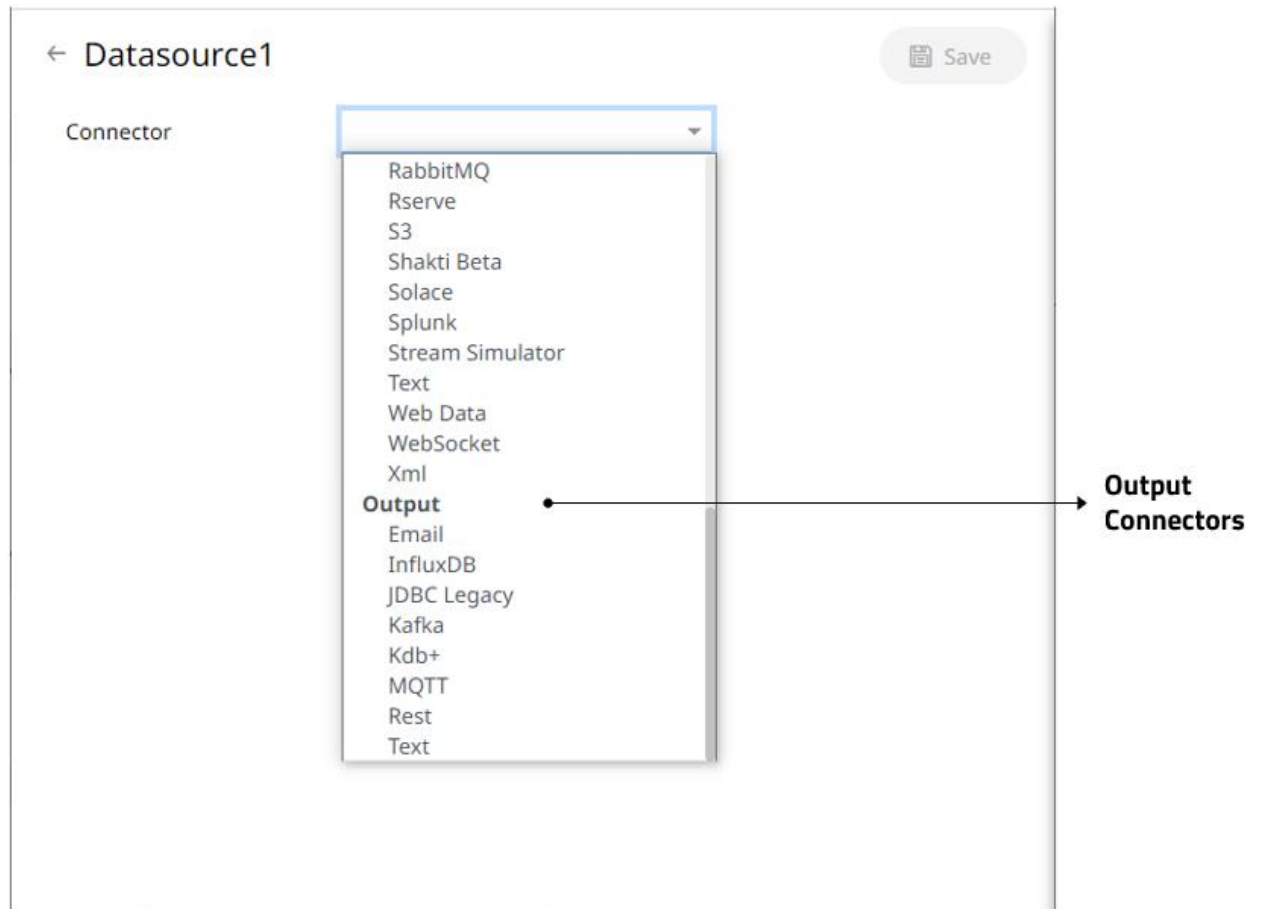 ← Datasource1
Save
Connector
RabbitMQ
Rserve
S3
Shakti Beta
Solace
Splunk
Stream Simulator
Text
Web Data
WebSocket
Xml
Output
Email
InfluxDB
JDBC Legacy
Kafka
Kdb+
MQTT
Rest
Text
Output
Connectors